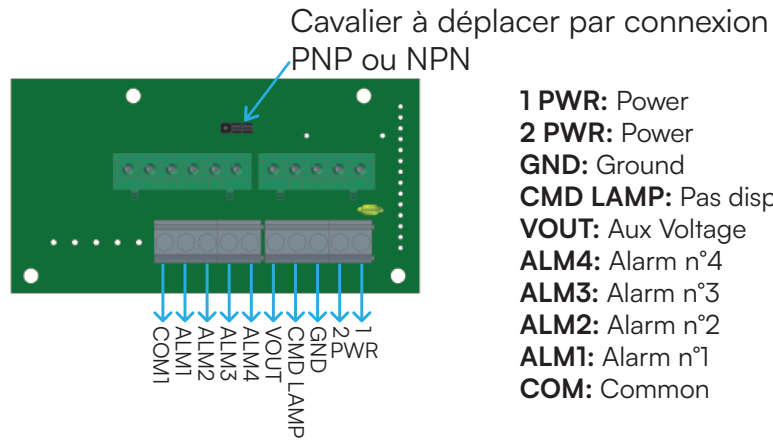 Cavalier à déplacer par connexion
PNP ou NPN
1 PWR: Power
2 PWR: Power
GND: Ground
CMD LAMP: Pas disp
VOUT: Aux Voltage
ALM4: Alarm n°4
ALM3: Alarm n°3
ALM2: Alarm n°2
ALM1: Alarm n°1
COM: Common
COM1
ALM1
ALM2
ALM3
ALM4
VOUT
CMD LAMP
GND
2
1
PWR